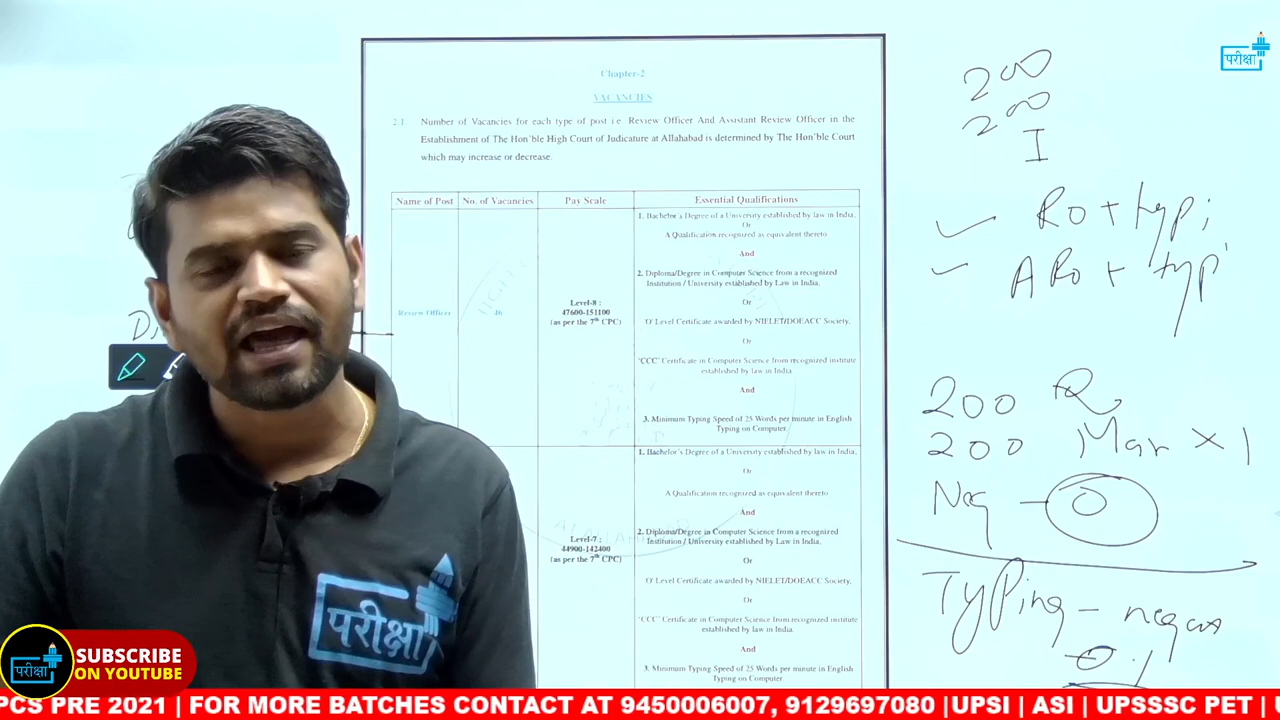 परीक्षा
Chapter-2
VACANCIES
2.1. Number of Vacancies for each type of post i.e. Review Officer And Assistant Review Officer in the
Establishment of The Hon'ble High Court of Judicature at Allahabad is determined by The Hon'ble Court
which may increase or decrease.
Name of Post No. of Vacancies Pay Scale Essential Qualifications
Review Officer
46
Level-8 :
47600-151100
(as per the 7th CPC)
1. Bachelor's Degree of a University established by law in India,
Or
A Qualification recognized as equivalent thereto
And
2. Diploma/Degree in Computer Science from a recognized
Institution / University established by Law in India,
Or
'O' Level Certificate awarded by NIELET/DOEACC Society,
Or
'CCC' Certificate in Computer Science from recognized institute
established by law in India
And
3. Minimum Typing Speed of 25 Words per minute in English
Typing on Computer.
Level-7 :
44900-142400
(as per the 7th CPC)
1. Bachelor's Degree of a University established by law in India,
Or
A Qualification recognized as equivalent thereto
And
2. Diploma/Degree in Computer Science from a recognized
Institution / University established by Law in India,
Or
O' Level Certificate awarded by NIELET/DOEACC Society,
Or
'CCC' Certificate in Computer Science from recognized institute
established by law in India.
And
3. Minimum Typing Speed of 25 Words per minute in English
Typing on Computer.
200
200
I
RO + typi
ARO + typ
200 Q
200 Mar x 1
Neg - 0
Typing -
परीक्षा
परीक्षा
SUBSCRIBE
ON YOUTUBE
PCS PRE 2021 | FOR MORE BATCHES CONTACT AT 9450006007, 9129697080 |UPSI | ASI | UPSSSC PET |